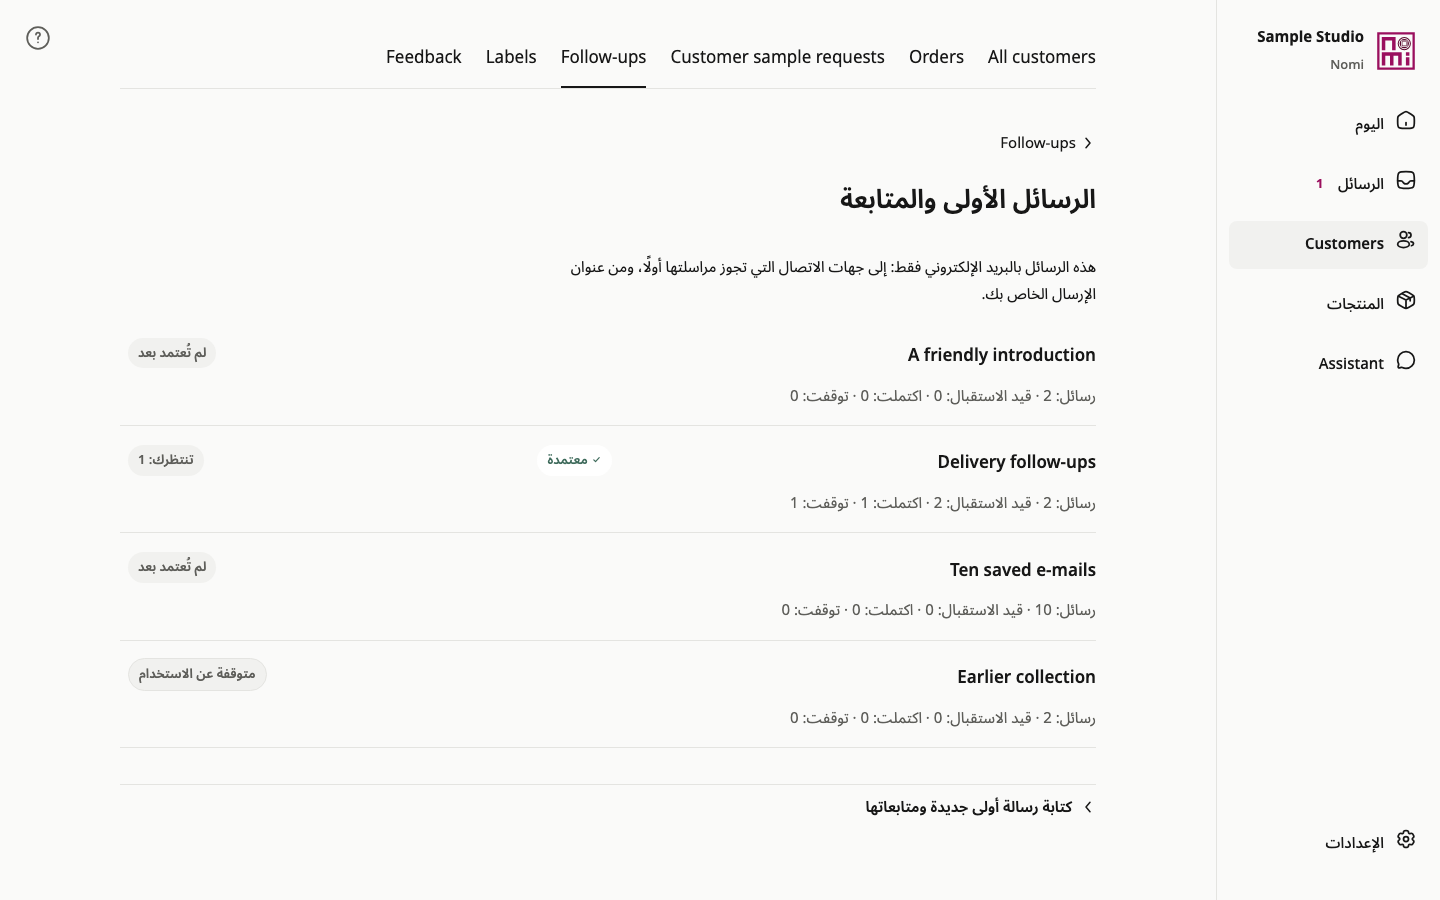 Sample Studio
Nomi
اليوم
الرسائل 1
Customers
المنتجات
Assistant
الإعدادات
All customers
Orders
Customer sample requests
Follow-ups
Labels
Feedback
Follow-ups
الرسائل الأولى والمتابعة
هذه الرسائل بالبريد الإلكتروني فقط: إلى جهات الاتصال التي تجوز مراسلتها أولًا، ومن عنوان
الإرسال الخاص بك.
A friendly introduction
لم تُعتمد بعد
رسائل: 2 · قيد الاستقبال: 0 · اكتملت: 0 · توقفت: 0
Delivery follow-ups
معتمدة
تنتظرك: 1
رسائل: 2 · قيد الاستقبال: 2 · اكتملت: 1 · توقفت: 1
Ten saved e-mails
لم تُعتمد بعد
رسائل: 10 · قيد الاستقبال: 0 · اكتملت: 0 · توقفت: 0
Earlier collection
متوقفة عن الاستخدام
رسائل: 2 · قيد الاستقبال: 0 · اكتملت: 0 · توقفت: 0
كتابة رسالة أولى جديدة ومتابعاتها